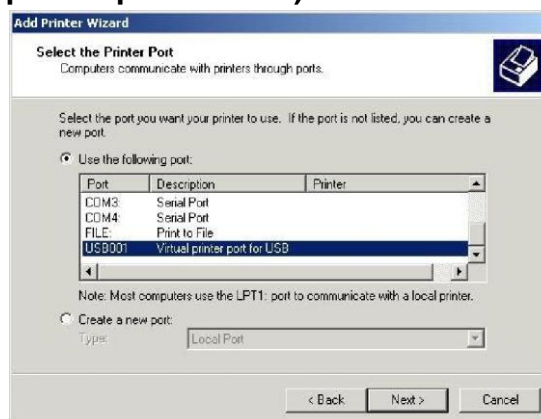 Add Printer Wizard
Select the Printer Port
Computers communicate with printers through ports.
Select the port you want your printer to use. If the port is not listed, you can create a
new port.
Use the following port:
Port Description Printer
COM3: Serial Port
COM4: Serial Port
FILE: Print to File
USB001 Virtual printer port for USB
Note: Most computers use the LPT1: port to communicate with a local printer.
Create a new port:
Type: Local Port
< Back Next > Cancel